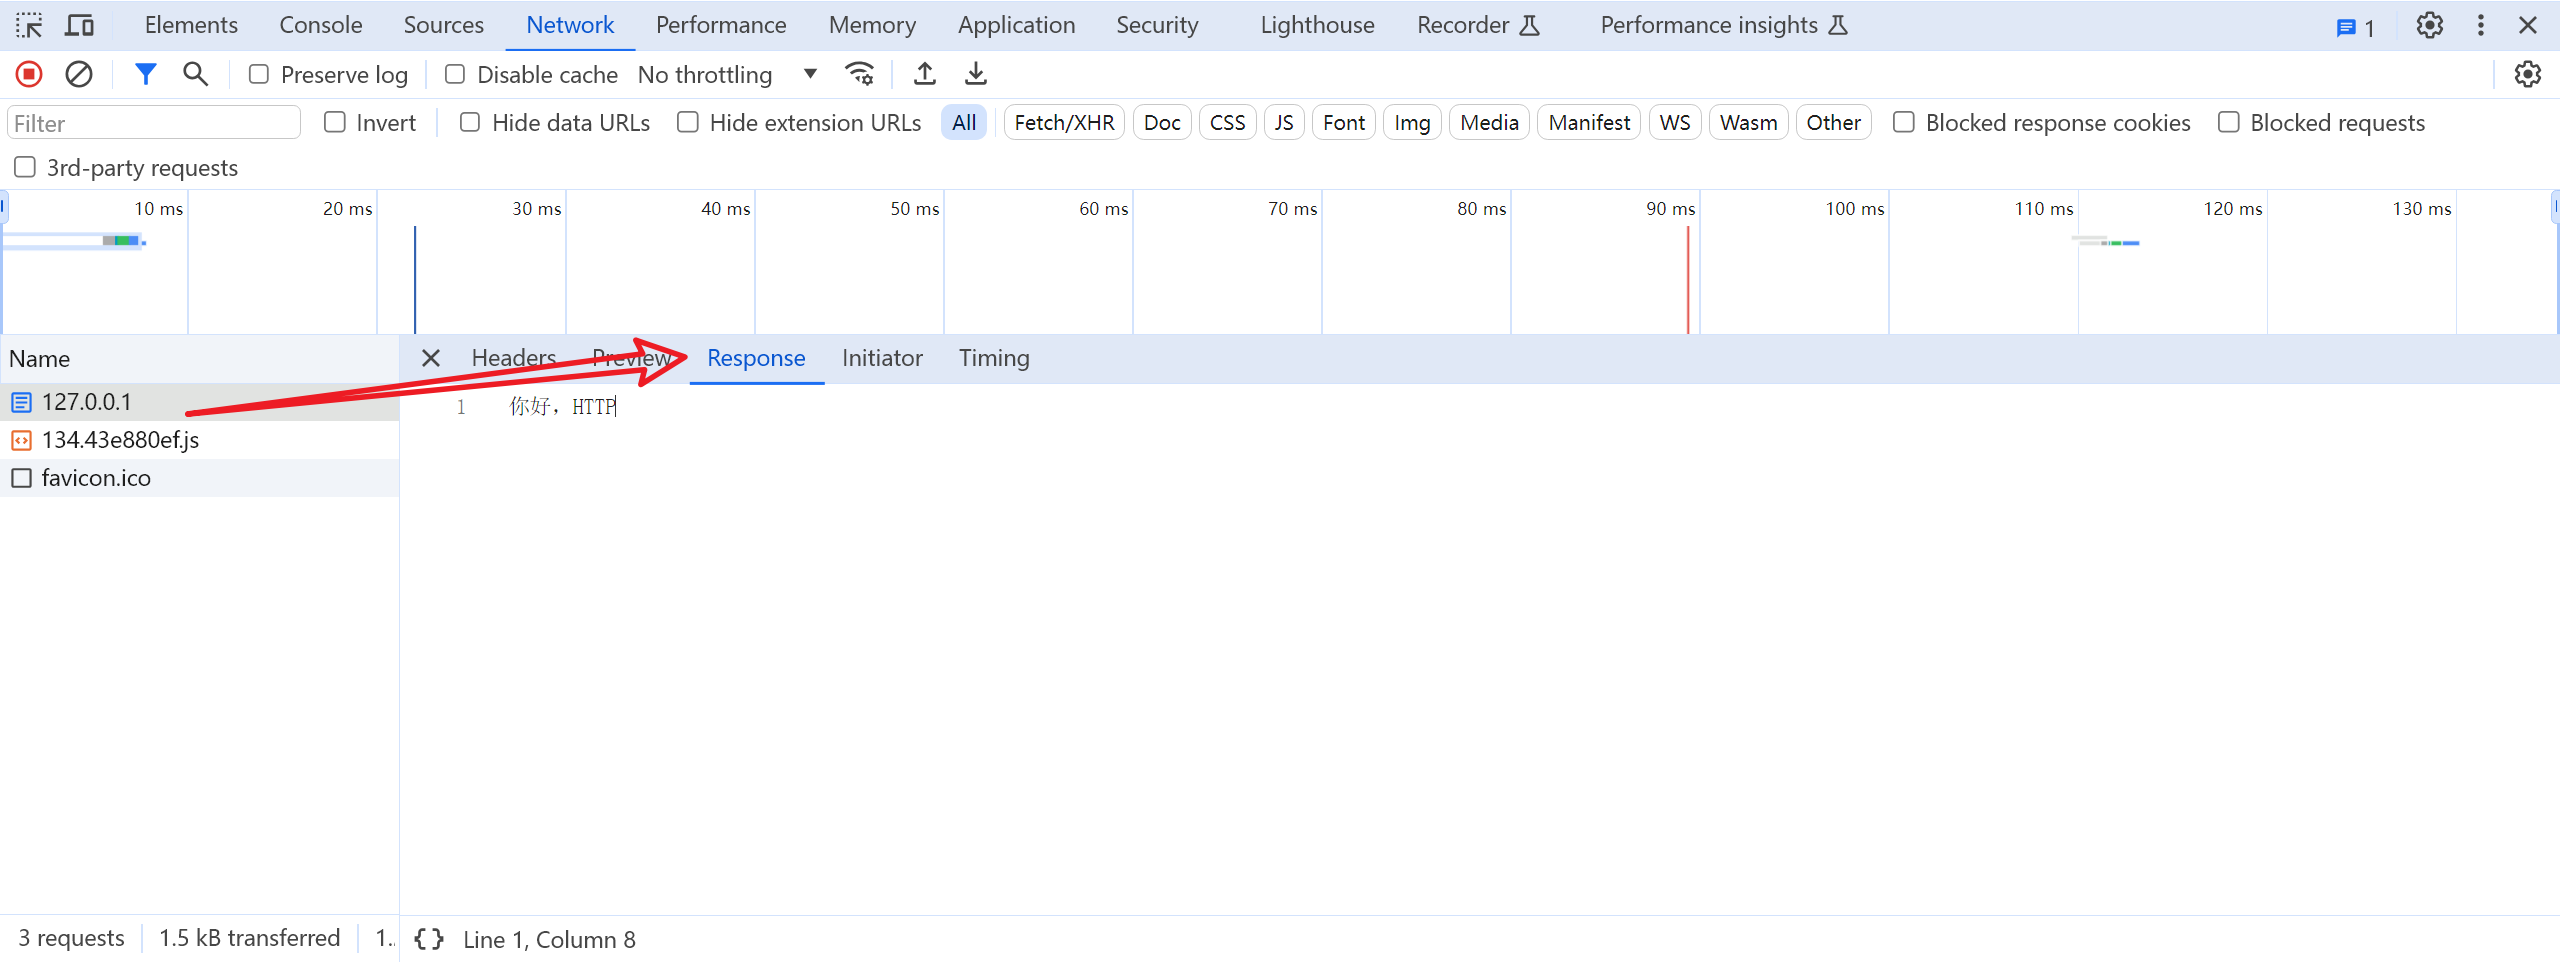 Elements Console Sources Network Performance Memory Application Security Lighthouse Recorder Performance insights 1
Preserve log Disable cache No throttling
Filter Invert Hide data URLs Hide extension URLs All Fetch/XHR Doc CSS JS Font Img Media Manifest WS Wasm Other Blocked response cookies Blocked requests
3rd-party requests
10 ms 20 ms 30 ms 40 ms 50 ms 60 ms 70 ms 80 ms 90 ms 100 ms 110 ms 120 ms 130 ms
Name
127.0.0.1
134.43e880ef.js
favicon.ico
Headers Preview Response Initiator Timing
1 你好，HTTP
3 requests 1.5 kB transferred 1..
{ } Line 1, Column 8